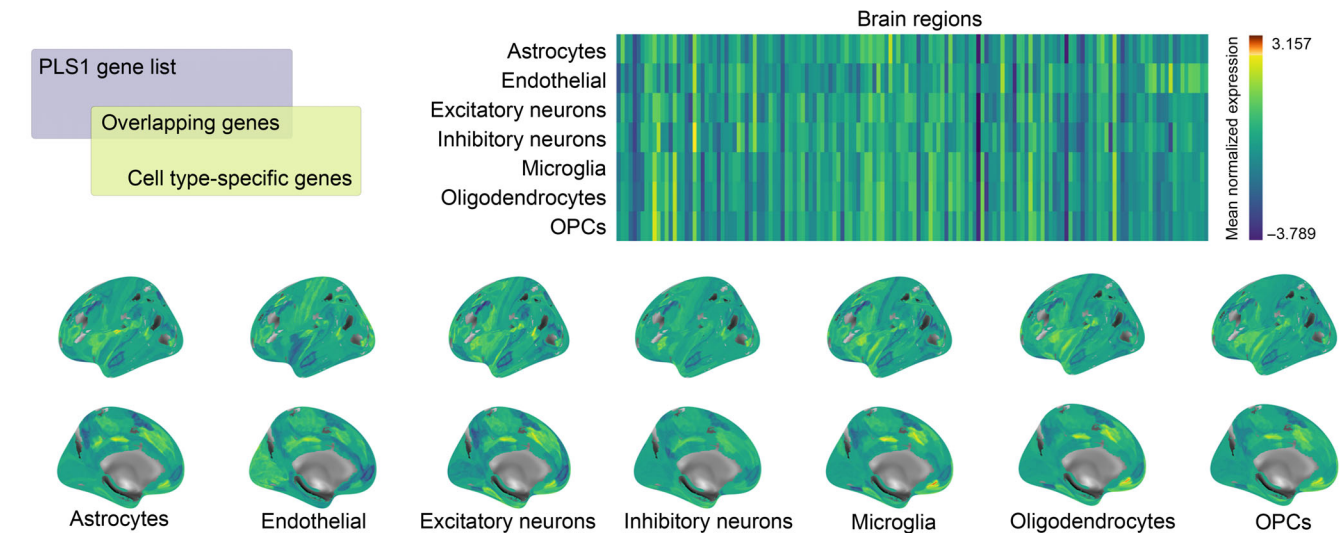 Brain regions
PLS1 gene list
Overlapping genes
Cell type-specific genes
Astrocytes
Endothelial
Excitatory neurons
Inhibitory neurons
Microglia
Oligodendrocytes
OPCs
Mean normalized expression
3.157
−3.789
Astrocytes
Endothelial
Excitatory neurons
Inhibitory neurons
Microglia
Oligodendrocytes
OPCs